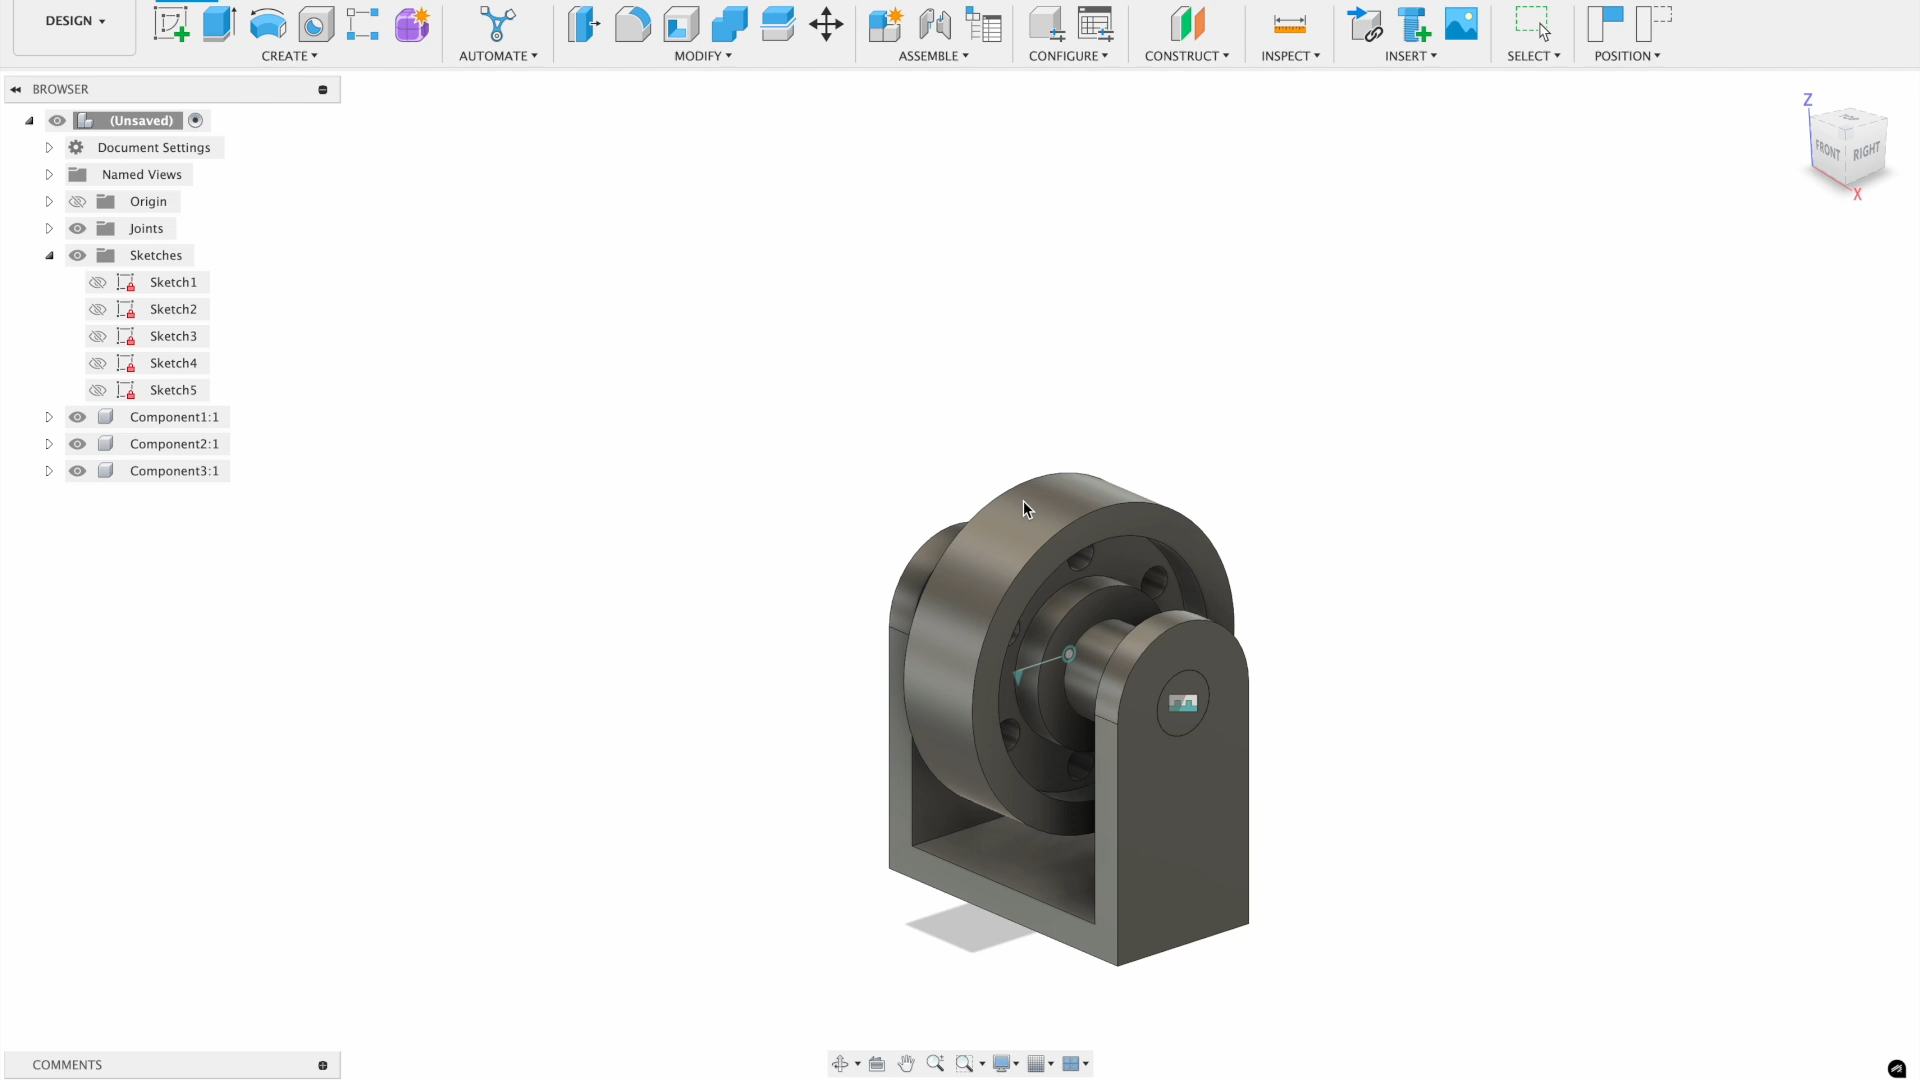 DESIGN
CREATE
AUTOMATE
MODIFY
ASSEMBLE
CONFIGURE
CONSTRUCT
INSPECT
INSERT
SELECT
POSITION
BROWSER
(Unsaved)
Document Settings
Named Views
Origin
Joints
Sketches
Sketch1
Sketch2
Sketch3
Sketch4
Sketch5
Component1:1
Component2:1
Component3:1
Z
TOP
FRONT
RIGHT
X
COMMENTS